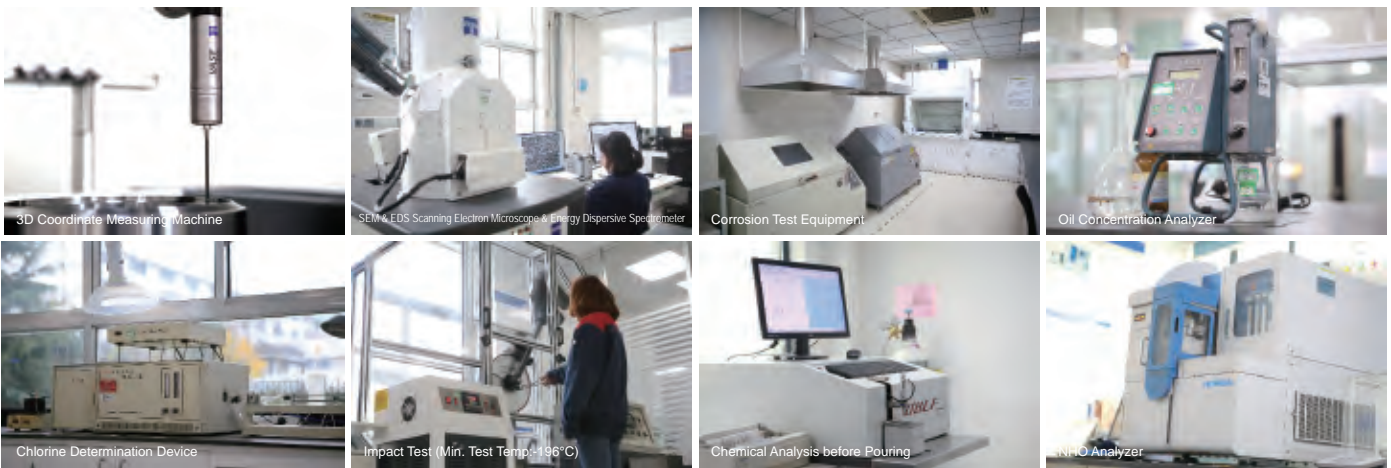 3D Coordinate Measuring Machine
SEM & EDS Scanning Electron Microscope & Energy Dispersive Spectrometer
Corrosion Test Equipment
Oil Concentration Analyzer
Chlorine Determination Device
Impact Test (Min. Test Temp:-196°C)
Chemical Analysis before Pouring
NHO Analyzer